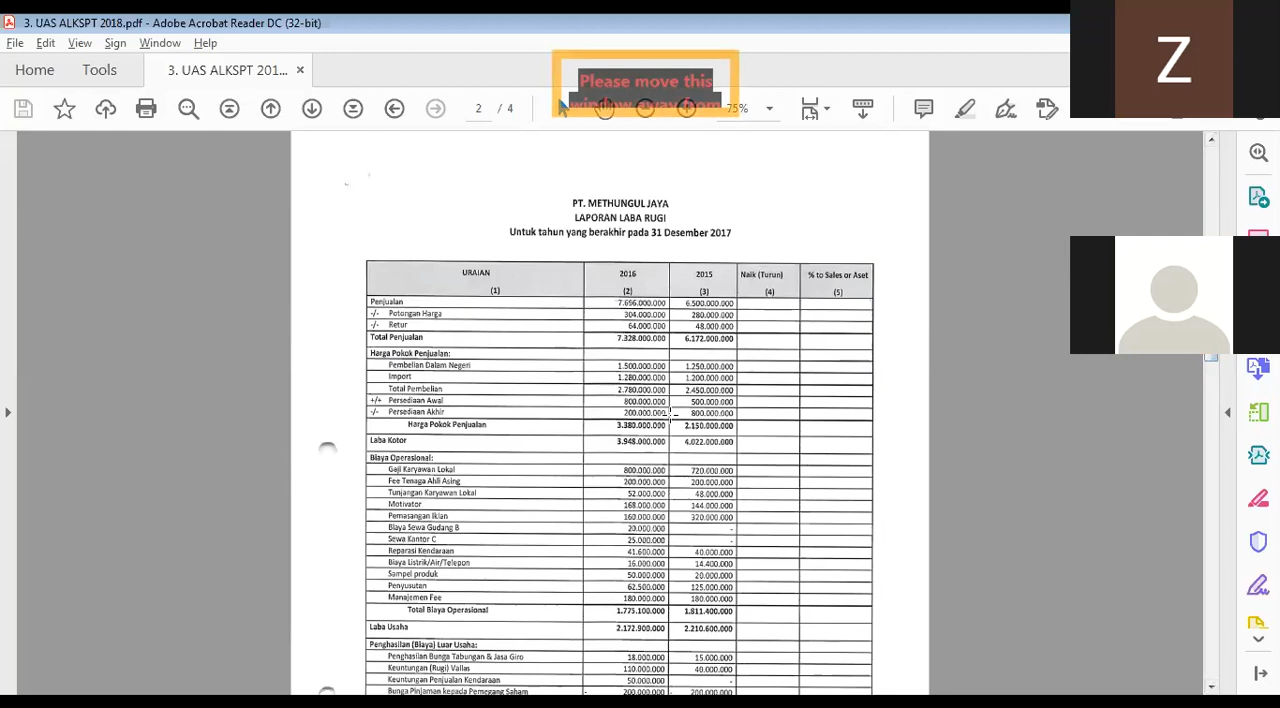 3. UAS ALKSPT 2018.pdf - Adobe Acrobat Reader DC (32-bit)
File Edit View Sign Window Help
Home Tools 3. UAS ALKSPT 201... ×
Please move this
window away from
2 / 4 75%
Z
PT. METHUNGUL JAYA
LAPORAN LABA RUGI
Untuk tahun yang berakhir pada 31 Desember 2017
URAIAN 2016 2015 Naik (Turun) % to Sales or Aset
(1) (2) (3) (4) (5)
Penjualan 7.696.000.000 6.500.000.000
-/- Potongan Harga 304.000.000 280.000.000
-/- Retur 64.000.000 48.000.000
Total Penjualan 7.328.000.000 6.172.000.000
Harga Pokok Penjualan:
Pembelian Dalam Negeri 1.500.000.000 1.250.000.000
Import 1.280.000.000 1.200.000.000
Total Pembelian 2.780.000.000 2.450.000.000
+/+ Persediaan Awal 800.000.000 500.000.000
-/- Persediaan Akhir 200.000.000 800.000.000
Harga Pokok Penjualan 3.380.000.000 2.150.000.000
Laba Kotor 3.948.000.000 4.022.000.000
Biaya Operasional:
Gaji Karyawan Lokal 800.000.000 720.000.000
Fee Tenaga Ahli Asing 200.000.000 200.000.000
Tunjangan Karyawan Lokal 52.000.000 48.000.000
Motivator 168.000.000 144.000.000
Pemasangan Iklan 160.000.000 320.000.000
Biaya Sewa Gudang B 20.000.000 -
Sewa Kantor C 25.000.000 -
Reparasi Kendaraan 41.600.000 40.000.000
Biaya Listrik/Air/Telepon 16.000.000 14.400.000
Sampel produk 50.000.000 20.000.000
Penyusutan 62.500.000 125.000.000
Manajemen Fee 180.000.000 180.000.000
Total Biaya Operasional 1.775.100.000 1.811.400.000
Laba Usaha 2.172.900.000 2.210.600.000
Penghasilan (Biaya) Luar Usaha:
Penghasilan Bunga Tabungan & Jasa Giro 18.000.000 15.000.000
Keuntungan (Rugi) Vallas 110.000.000 40.000.000
Keuntungan Penjualan Kendaraan 50.000.000 -
Bunga Pinjaman kepada Pemegang Saham - 200.000.000 - 200.000.000